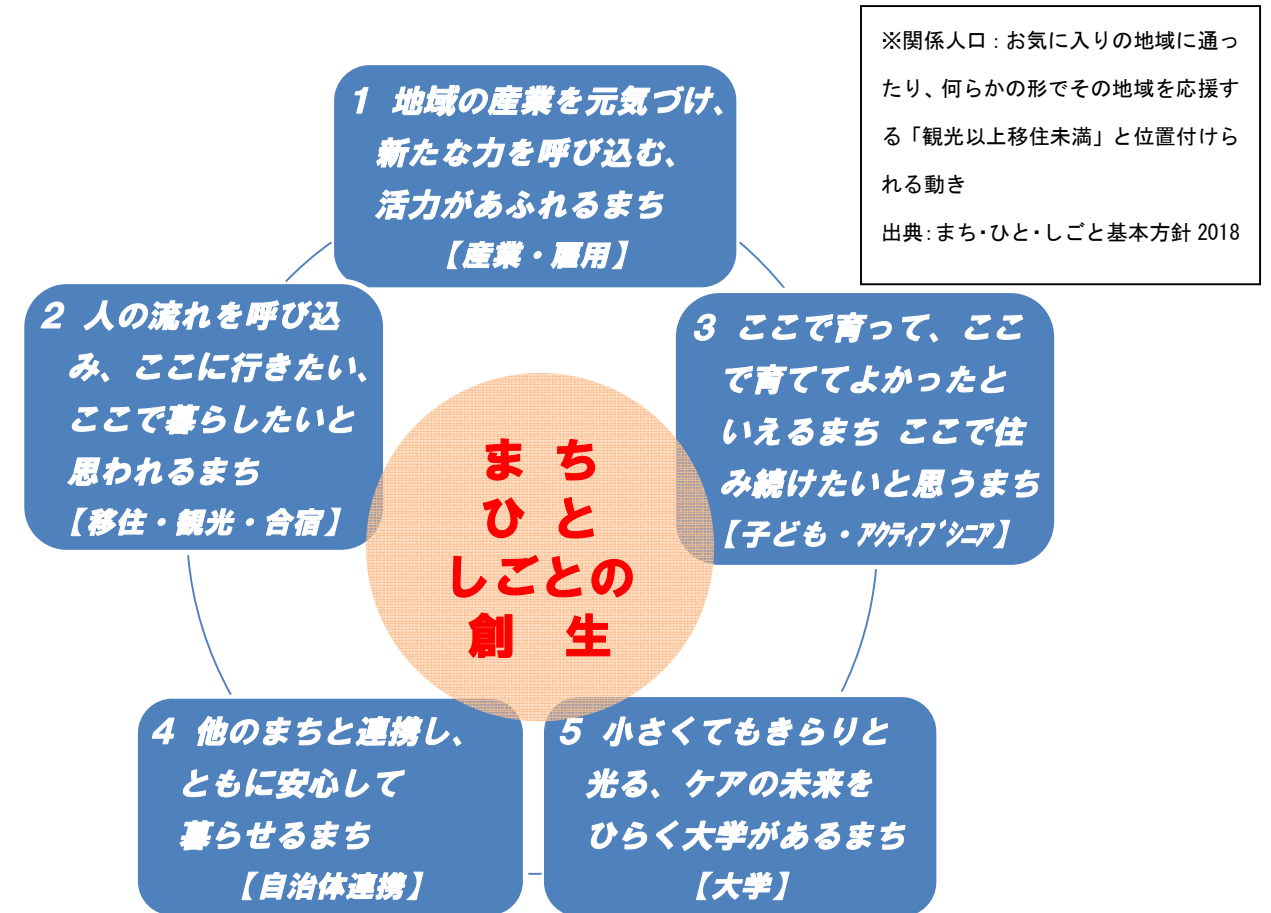 ※関係人口：お気に入りの地域に通っ
たり、何らかの形でその地域を応援す
る「観光以上移住未満」と位置付けら
れる動き
出典：まち・ひと・しごと基本方針 2018
1 地域の産業を元気づけ、
新たな力を呼び込む、
活力があふれるまち
【産業・雇用】
2 人の流れを呼び込
み、ここに行きたい、
ここで暮らしたいと
思われるまち
【移住・観光・合宿】
3 ここで育って、ここ
で育ててよかったと
いえるまち ここで住
み続けたいと思うまち
【子ども・ｱｸﾃｨﾌﾞｼﾆｱ】
まち
ひと
しごとの
創 生
4 他のまちと連携し、
ともに安心して
暮らせるまち
【自治体連携】
5 小さくてもきらりと
光る、ケアの未来を
ひらく大学があるまち
【大学】